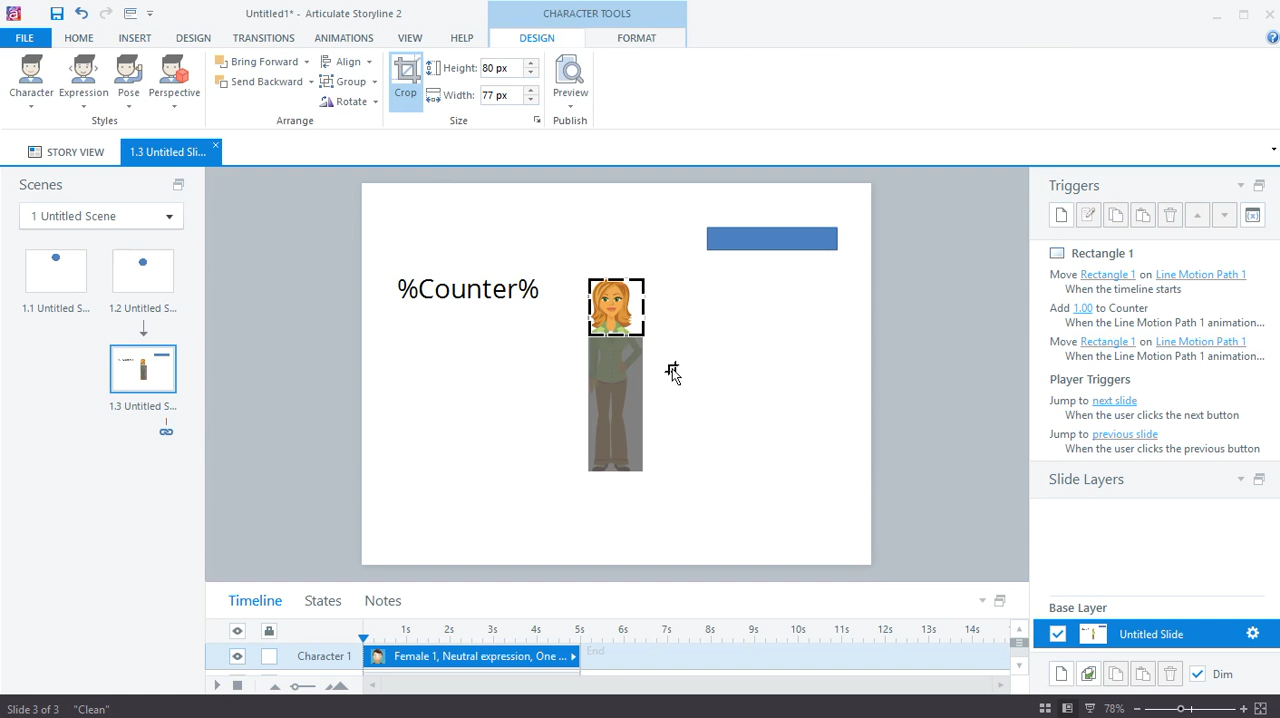 Untitled1* - Articulate Storyline 2
CHARACTER TOOLS
FILE HOME INSERT DESIGN TRANSITIONS ANIMATIONS VIEW HELP DESIGN FORMAT
Character Expression Pose Perspective
Styles
Bring Forward Align
Send Backward Group
Rotate
Arrange
Crop
Height: 80 px
Width: 77 px
Size
Preview
Publish
STORY VIEW 1.3 Untitled Sli...
Scenes
1 Untitled Scene
1.1 Untitled S... 1.2 Untitled S...
1.3 Untitled S...
%Counter%
Triggers
Rectangle 1
Move Rectangle 1 on Line Motion Path 1
When the timeline starts
Add 1.00 to Counter
When the Line Motion Path 1 animation...
Move Rectangle 1 on Line Motion Path 1
When the Line Motion Path 1 animation...
Player Triggers
Jump to next slide
When the user clicks the next button
Jump to previous slide
When the user clicks the previous button
Slide Layers
Base Layer
Untitled Slide
Dim
Timeline States Notes
1s 2s 3s 4s 5s 6s 7s 8s 9s 10s 11s 12s 13s 14s
Character 1 Female 1, Neutral expression, One ... End
Slide 3 of 3 "Clean" 78%